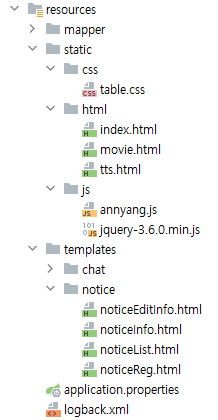 resources
mapper
static
css
table.css
html
index.html
movie.html
tts.html
js
annyang.js
jquery-3.6.0.min.js
templates
chat
notice
noticeEditInfo.html
noticeInfo.html
noticeList.html
noticeReg.html
application.properties
logback.xml